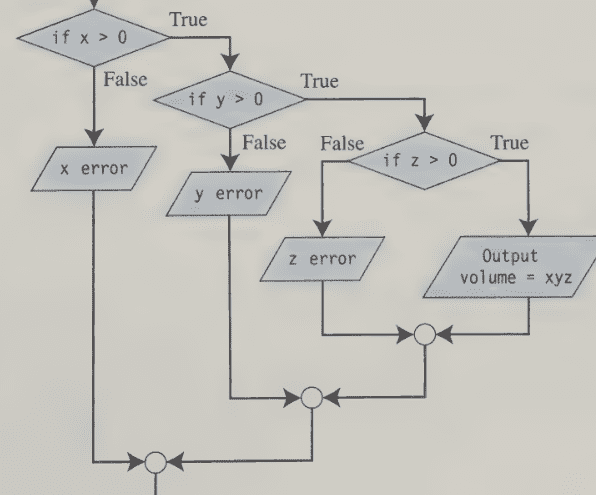 True
if x > 0
False
True
if y > 0
False
False
True
if z > 0
x error
y error
z error
Output
volume = xyz